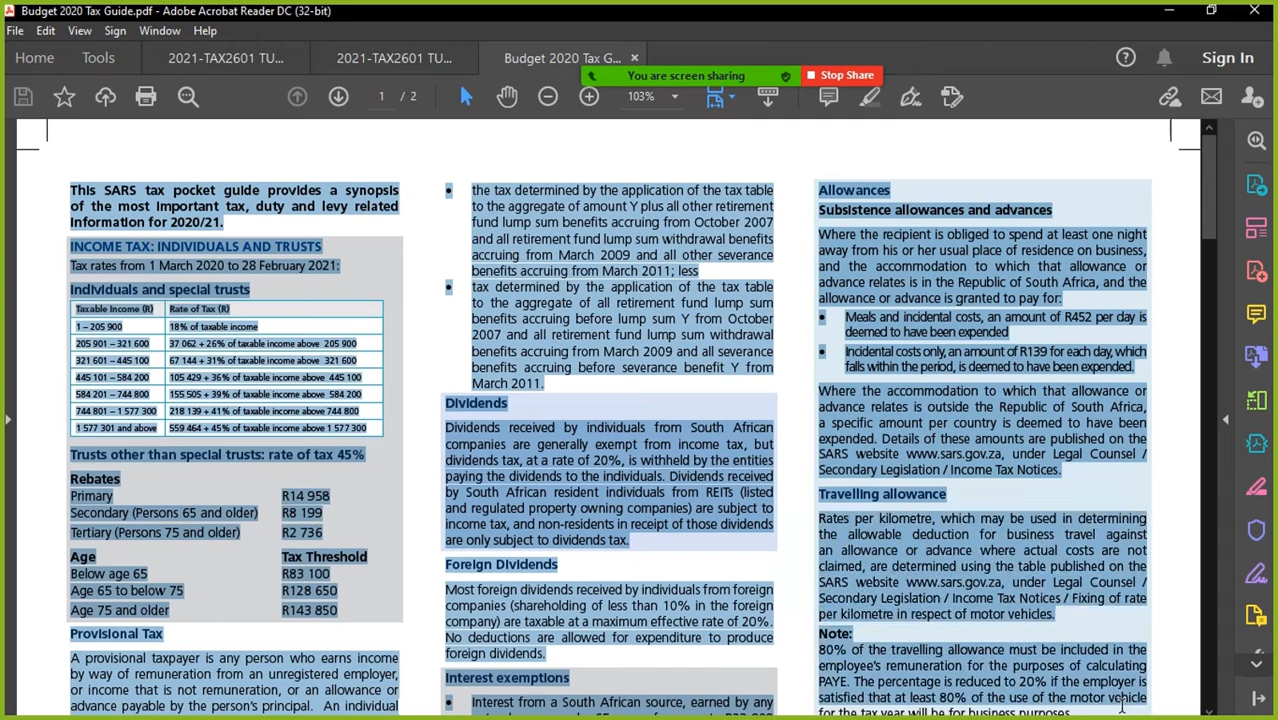 Budget 2020 Tax Guide.pdf - Adobe Acrobat Reader DC (32-bit)
File Edit View Sign Window Help
Home Tools 2021-TAX2601 TU... 2021-TAX2601 TU... Budget 2020 Tax G... × Sign In
You are screen sharing Stop Share
1 / 2 103%
This SARS tax pocket guide provides a synopsis
of the most important tax, duty and levy related
information for 2020/21.
INCOME TAX: INDIVIDUALS AND TRUSTS
Tax rates from 1 March 2020 to 28 February 2021:
Individuals and special trusts
Taxable Income (R) Rate of Tax (R)
1 – 205 900 18% of taxable income
205 901 – 321 600 37 062 + 26% of taxable income above 205 900
321 601 – 445 100 67 144 + 31% of taxable income above 321 600
445 101 – 584 200 105 429 + 36% of taxable income above 445 100
584 201 – 744 800 155 505 + 39% of taxable income above 584 200
744 801 – 1 577 300 218 139 + 41% of taxable income above 744 800
1 577 301 and above 559 464 + 45% of taxable income above 1 577 300
Trusts other than special trusts: rate of tax 45%
Rebates
Primary R14 958
Secondary (Persons 65 and older) R8 199
Tertiary (Persons 75 and older) R2 736
Age Tax Threshold
Below age 65 R83 100
Age 65 to below 75 R128 650
Age 75 and older R143 850
Provisional Tax
A provisional taxpayer is any person who earns income
by way of remuneration from an unregistered employer,
or income that is not remuneration, or an allowance or
advance payable by the person's principal. An individual
• the tax determined by the application of the tax table
to the aggregate of amount Y plus all other retirement
fund lump sum benefits accruing from October 2007
and all retirement fund lump sum withdrawal benefits
accruing from March 2009 and all other severance
benefits accruing from March 2011; less
• tax determined by the application of the tax table
to the aggregate of all retirement fund lump sum
benefits accruing before lump sum Y from October
2007 and all retirement fund lump sum withdrawal
benefits accruing from March 2009 and all severance
benefits accruing before severance benefit Y from
March 2011.
Dividends
Dividends received by individuals from South African
companies are generally exempt from income tax, but
dividends tax, at a rate of 20%, is withheld by the entities
paying the dividends to the individuals. Dividends received
by South African resident individuals from REITs (listed
and regulated property owning companies) are subject to
income tax, and non-residents in receipt of those dividends
are only subject to dividends tax.
Foreign Dividends
Most foreign dividends received by individuals from foreign
companies (shareholding of less than 10% in the foreign
company) are taxable at a maximum effective rate of 20%.
No deductions are allowed for expenditure to produce
foreign dividends.
Interest exemptions
• Interest from a South African source, earned by any
Allowances
Subsistence allowances and advances
Where the recipient is obliged to spend at least one night
away from his or her usual place of residence on business,
and the accommodation to which that allowance or
advance relates is in the Republic of South Africa, and the
allowance or advance is granted to pay for:
• Meals and incidental costs, an amount of R452 per day is
deemed to have been expended
• Incidental costs only, an amount of R139 for each day, which
falls within the period, is deemed to have been expended.
Where the accommodation to which that allowance or
advance relates is outside the Republic of South Africa,
a specific amount per country is deemed to have been
expended. Details of these amounts are published on the
SARS website www.sars.gov.za, under Legal Counsel /
Secondary Legislation / Income Tax Notices.
Travelling allowance
Rates per kilometre, which may be used in determining
the allowable deduction for business travel against
an allowance or advance where actual costs are not
claimed, are determined using the table published on the
SARS website www.sars.gov.za, under Legal Counsel /
Secondary Legislation / Income Tax Notices / Fixing of rate
per kilometre in respect of motor vehicles.
Note:
80% of the travelling allowance must be included in the
employee's remuneration for the purposes of calculating
PAYE. The percentage is reduced to 20% if the employer is
satisfied that at least 80% of the use of the motor vehicle
for the tax year will be for business purposes.